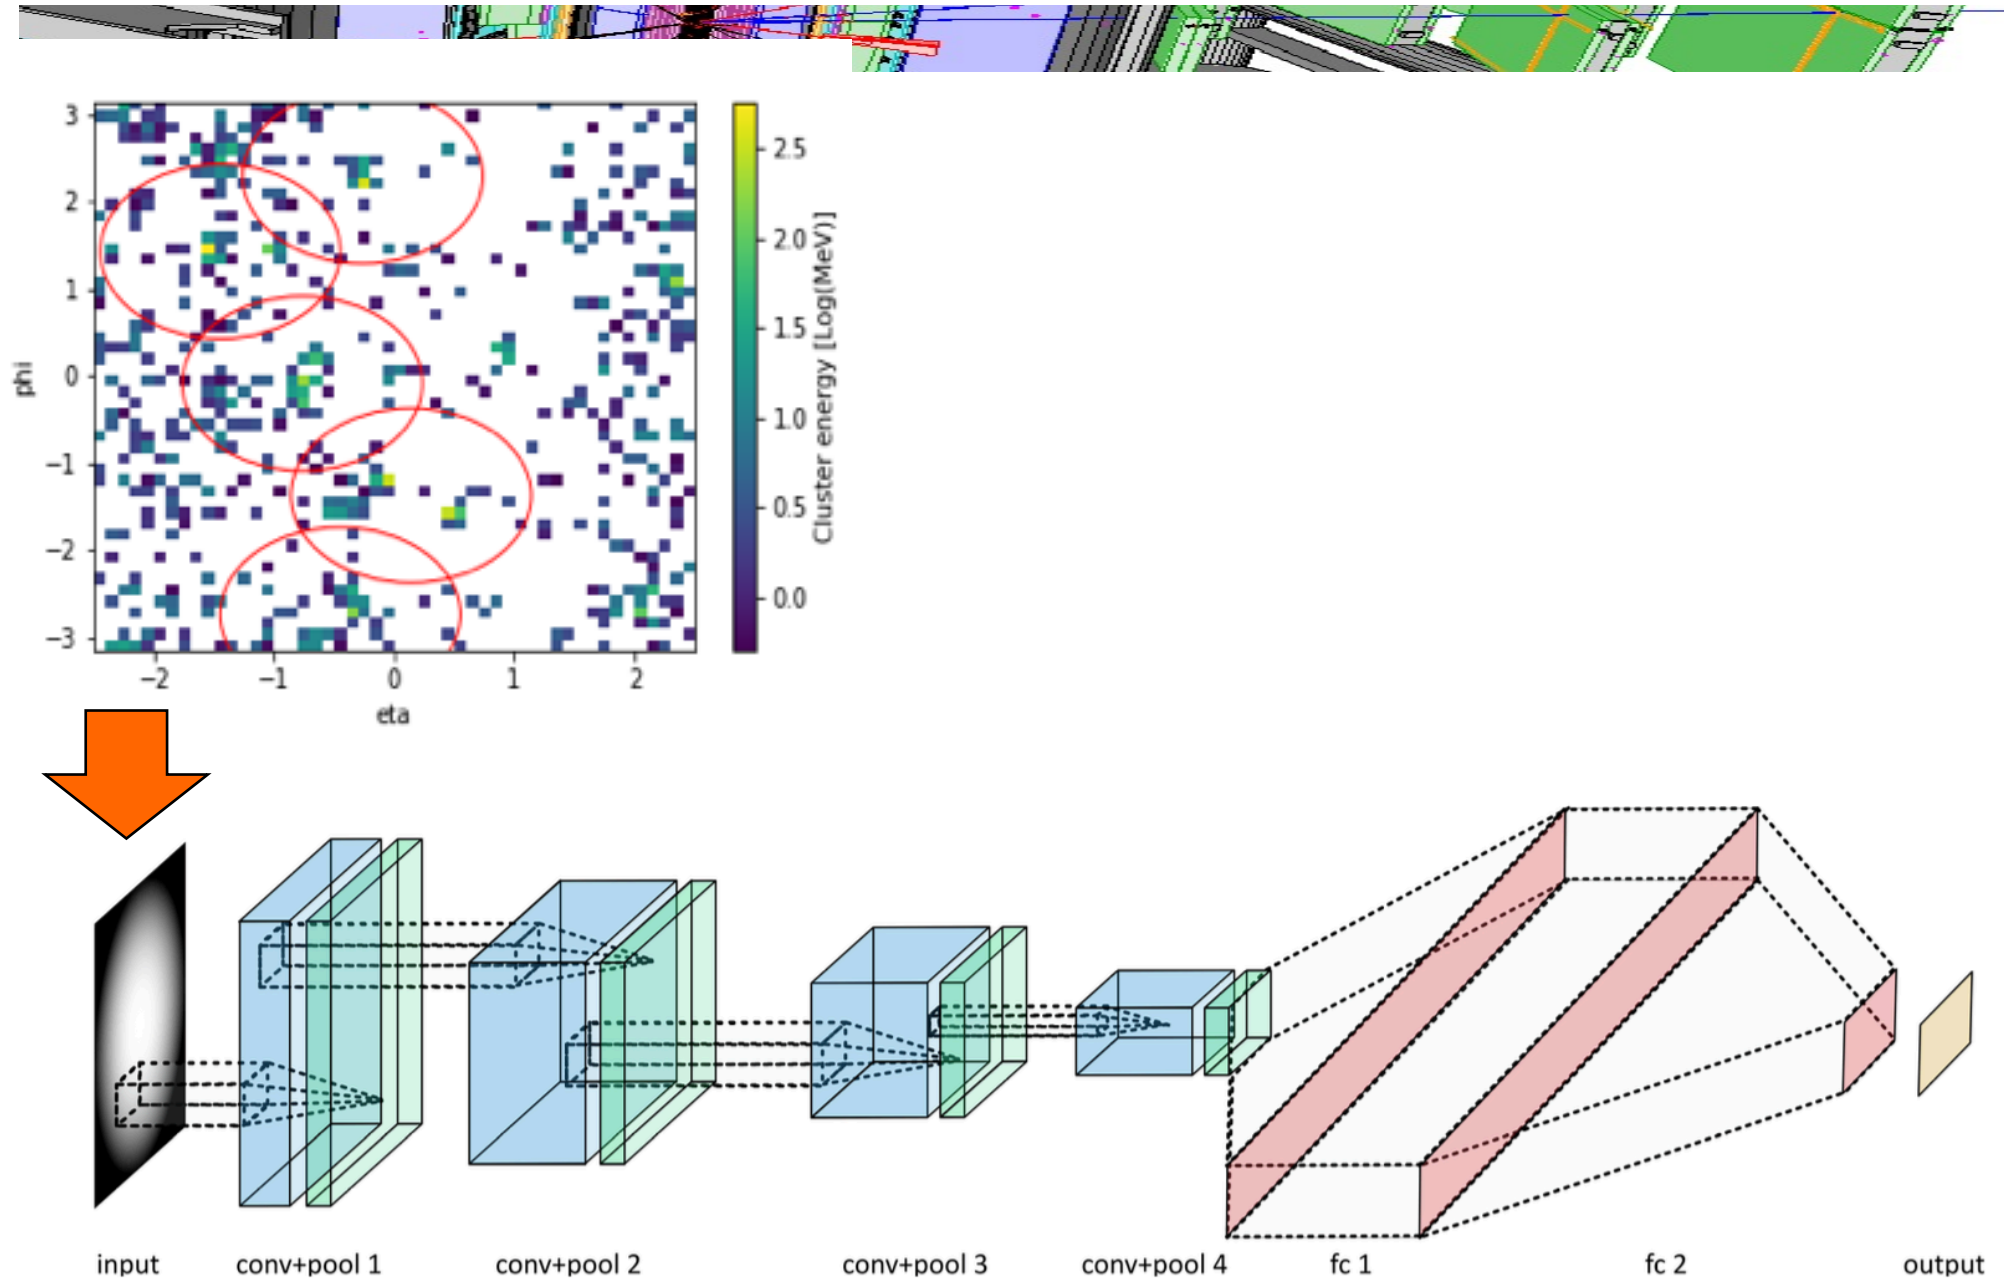 3
2
1
0
−1
−2
−3
phi
−2
−1
0
1
2
eta
2.5
2.0
1.5
1.0
0.5
0.0
Cluster energy [Log(MeV)]
input
conv+pool 1
conv+pool 2
conv+pool 3
conv+pool 4
fc 1
fc 2
output